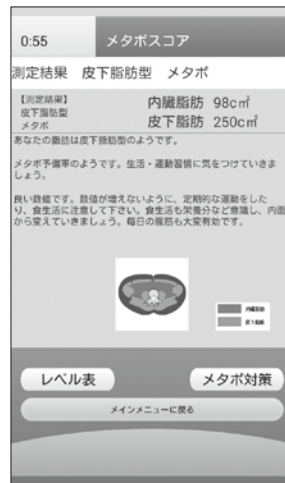 0:55 メタボスコア
測定結果 皮下脂肪型 メタボ
【測定結果】
皮下脂肪型
メタボ
内臓脂肪 98c㎡
皮下脂肪 250c㎡
あなたの脂肪は皮下脂肪型のようです。
メタボ予備軍のようです。生活・運動習慣に気をつけていきま
しょう。
良い数値です。数値が増えないように、定期的な運動をした
り、食生活に注意して下さい。食生活も栄養分など意識し、内面
から変えていきましょう。毎日の腹筋も大変有効です。
内臓脂肪
皮下脂肪
レベル表 メタボ対策
メインメニューに戻る